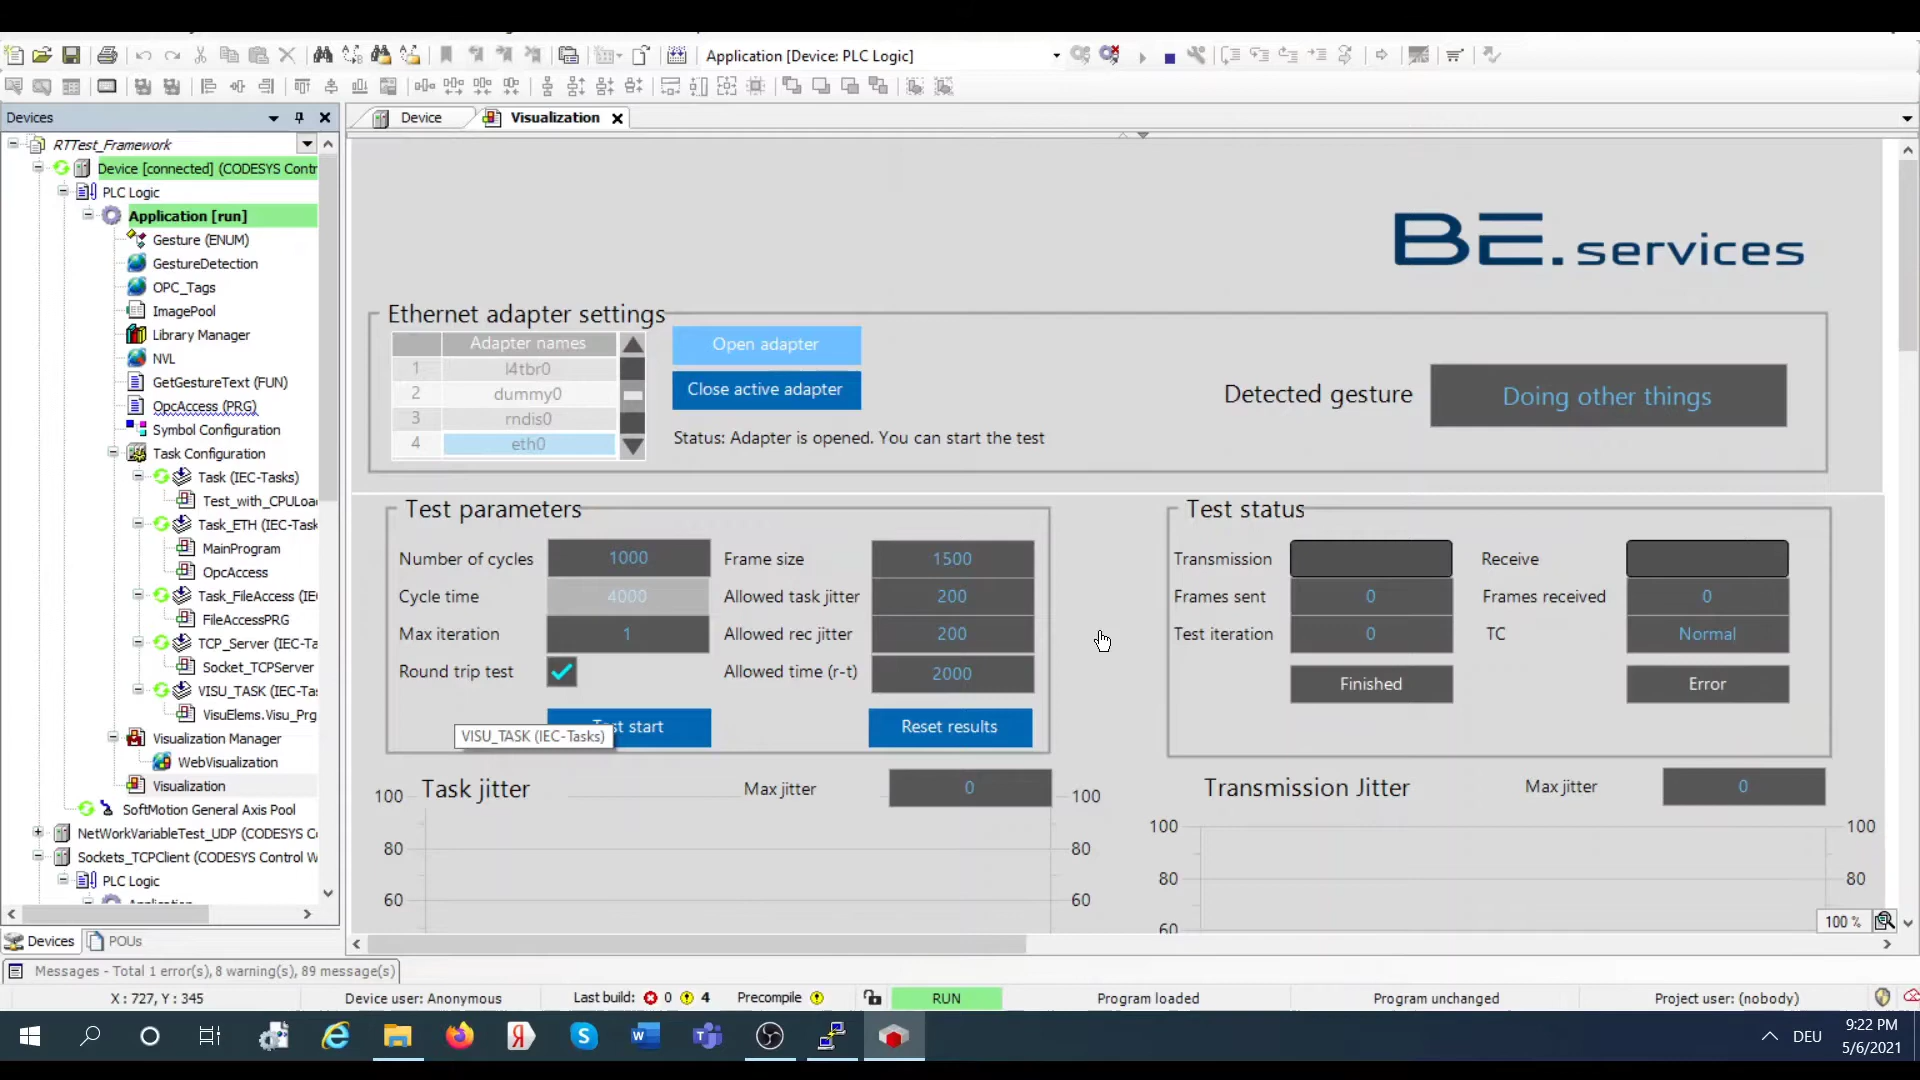 Application [Device: PLC Logic]
Devices
Device
Visualization
RTTest_Framework
Device [connected] (CODESYS Contr
PLC Logic
Application [run]
Gesture (ENUM)
GestureDetection
OPC_Tags
ImagePool
Library Manager
NVL
GetGestureText (FUN)
OpcAccess (PRG)
Symbol Configuration
Task Configuration
Task (IEC-Tasks)
Test_with_CPULoa
Task_ETH (IEC-Task
MainProgram
OpcAccess
Task_FileAccess (IE
FileAccessPRG
TCP_Server (IEC-Ta
Socket_TCPServer
VISU_TASK (IEC-Ta
VisuElems.Visu_Prg
Visualization Manager
WebVisualization
Visualization
SoftMotion General Axis Pool
NetWorkVariableTest_UDP (CODESYS C
Sockets_TCPClient (CODESYS Control W
PLC Logic
Devices
POUs
BE.services
Ethernet adapter settings
Adapter names
1 l4tbr0
2 dummy0
3 rndis0
4 eth0
Open adapter
Close active adapter
Status: Adapter is opened. You can start the test
Detected gesture
Doing other things
Test parameters
Number of cycles 1000 Frame size 1500
Cycle time 4000 Allowed task jitter 200
Max iteration 1 Allowed rec jitter 200
Round trip test Allowed time (r-t) 2000
VISU_TASK (IEC-Tasks)
st start
Reset results
Test status
Transmission Receive
Frames sent 0 Frames received 0
Test iteration 0 TC Normal
Finished Error
Task jitter
Max jitter 0
100 100
80 80
60 60
Transmission Jitter
Max jitter 0
100 100
80 80
60
100 %
Messages - Total 1 error(s), 8 warning(s), 89 message(s)
X : 727, Y : 345
Device user: Anonymous
Last build: 0 4
Precompile
RUN
Program loaded
Program unchanged
Project user: (nobody)
DEU
9:22 PM
5/6/2021